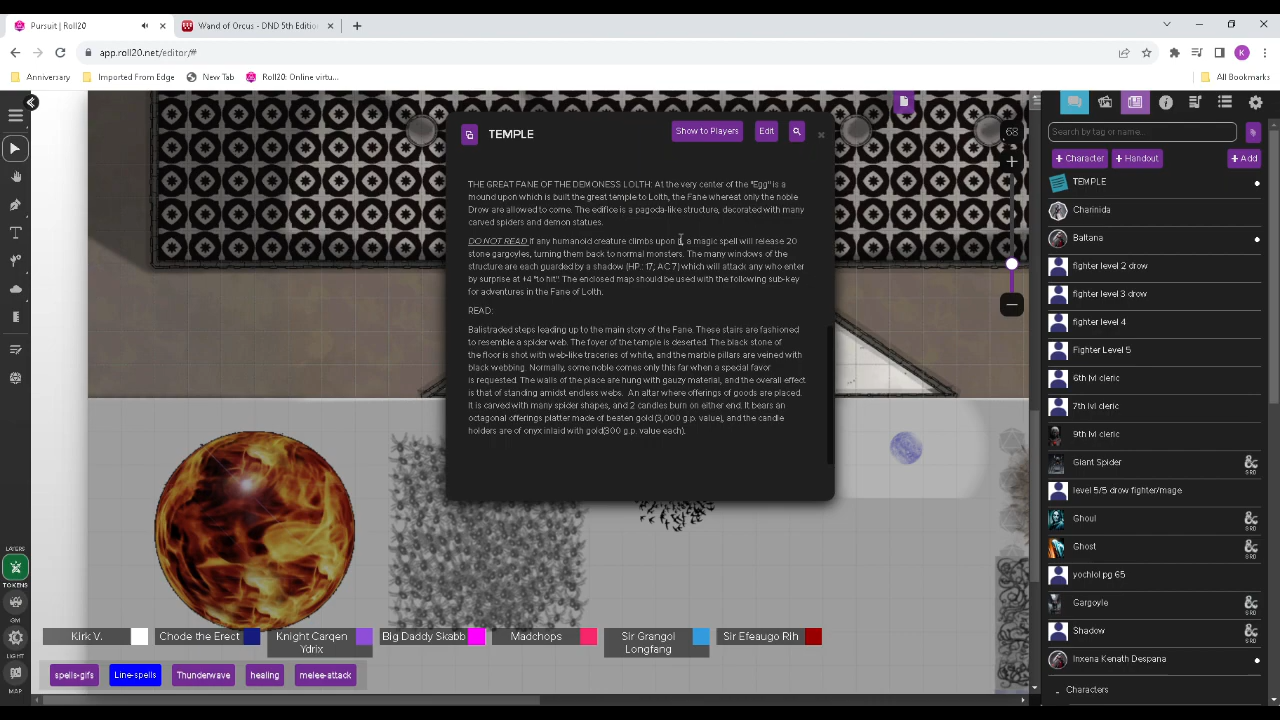 Pursuit | Roll20
Wand of Orcus - DND 5th Edition
app.roll20.net/editor/#
K
Anniversary
Imported From Edge
New Tab
Roll20: Online virtu...
All Bookmarks
TEMPLE
Show to Players
Edit
THE GREAT FANE OF THE DEMONESS LOLTH: At the very center of the "Egg" is a
mound upon which is built the great temple to Lolth, the Fane whereat only the noble
Drow are allowed to come. The edifice is a pagoda-like structure, decorated with many
carved spiders and demon statues.
DO NOT READ If any humanoid creature climbs upon it, a magic spell will release 20
stone gargoyles, turning them back to normal monsters. The many windows of the
structure are each guarded by a shadow (HP.: 17; AC 7) which will attack any who enter
by surprise at +4 "to hit". The enclosed map should be used with the following sub-key
for adventures in the Fane of Lolth.
READ:
Balistraded steps leading up to the main story of the Fane. These stairs are fashioned
to resemble a spider web. The foyer of the temple is deserted. The black stone of
the floor is shot with web-like traceries of white, and the marble pillars are veined with
black webbing. Normally, some noble comes only this far when a special favor
is requested. The walls of the place are hung with gauzy material, and the overall effect
is that of standing amidst endless webs. An altar where offerings of goods are placed.
It is carved with many spider shapes, and 2 candles burn on either end. It bears an
octagonal offerings platter made of beaten gold (3,000 g.p. value), and the candle
holders are of onyx inlaid with gold(300 g.p. value each).
68
Search by tag or name...
+ Character
+ Handout
+ Add
TEMPLE
Charinida
Baltana
fighter level 2 drow
fighter level 3 drow
fighter level 4
Fighter Level 5
6th lvl cleric
7th lvl cleric
9th lvl cleric
Giant Spider
& SRD
level 5/5 drow fighter/mage
Ghoul
& SRD
Ghost
& SRD
yochlol pg 65
Gargoyle
& SRD
Shadow
& SRD
Inxena Kenath Despana
Characters
LAYERS
TOKENS
GM
LIGHT
MAP
Kirk V.
Chode the Erect
Knight Carqen
Ydrix
Big Daddy Skabb
Madchops
Sir Grangol
Longfang
Sir Efeaugo Rih
spells-gifs
Line-spells
Thunderwave
healing
melee-attack